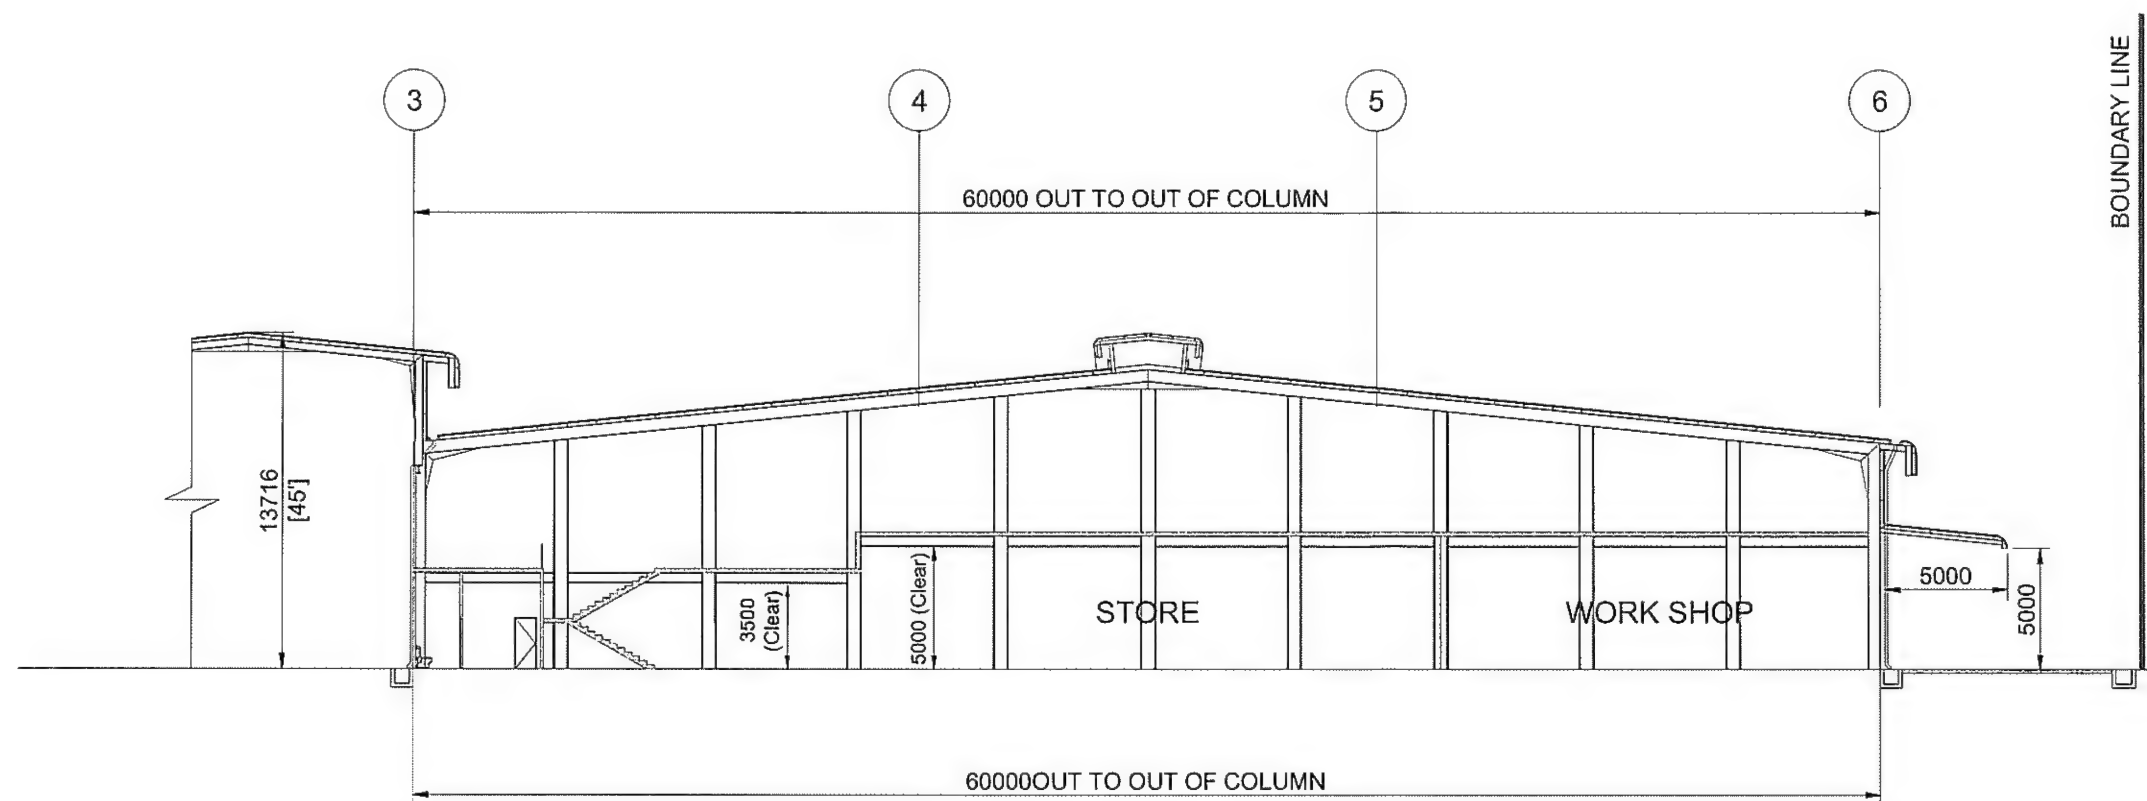 3
4
5
6
BOUNDARY LINE
60000 OUT TO OUT OF COLUMN
13716
[45']
3500
(Clear)
5000 (Clear)
STORE
WORK SHOP
5000
5000
60000OUT TO OUT OF COLUMN